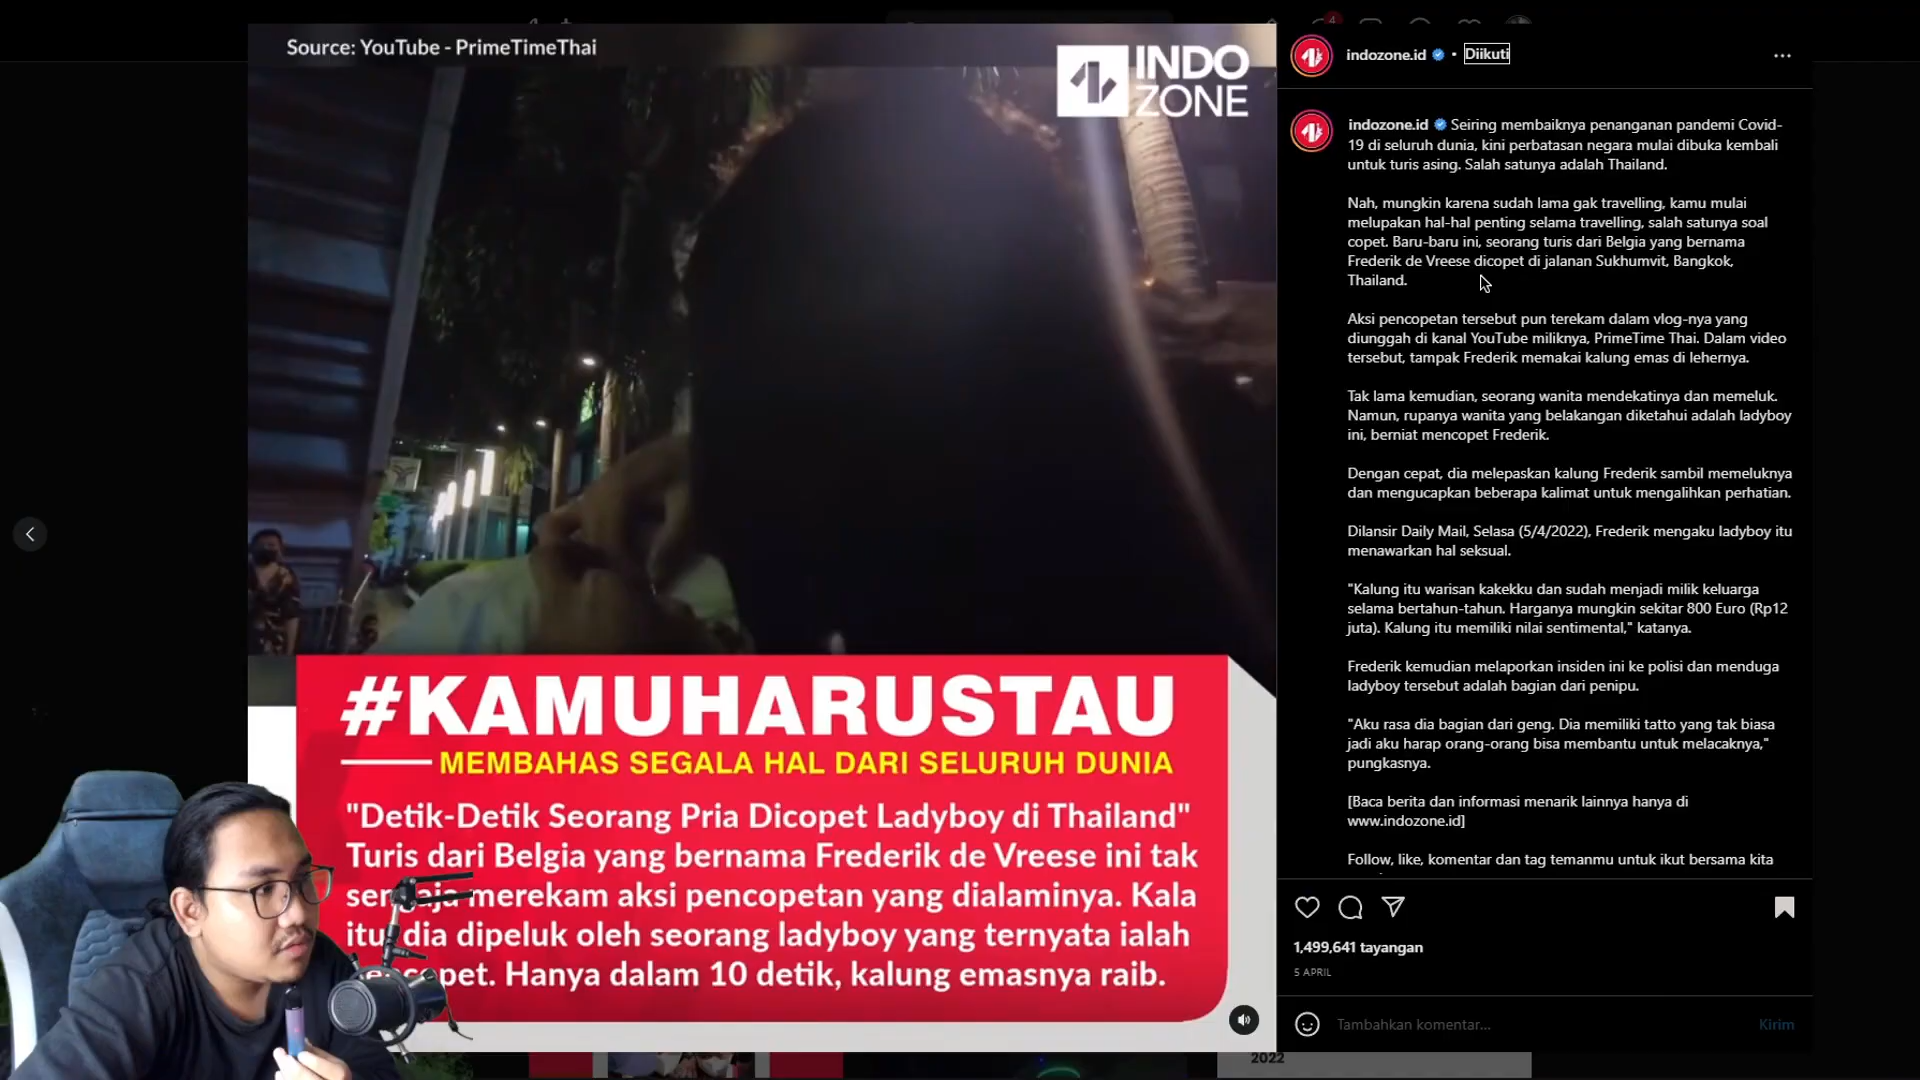 Source: YouTube - PrimeTimeThai
INDO
ZONE
#KAMUHARUSTAU
MEMBAHAS SEGALA HAL DARI SELURUH DUNIA
"Detik-Detik Seorang Pria Dicopet Ladyboy di Thailand"
Turis dari Belgia yang bernama Frederik de Vreese ini tak
sengaja merekam aksi pencopetan yang dialaminya. Kala
itu dia dipeluk oleh seorang ladyboy yang ternyata ialah
pencopet. Hanya dalam 10 detik, kalung emasnya raib.
2022
4
indozone.id • Diikuti
indozone.id Seiring membaiknya penanganan pandemi Covid-
19 di seluruh dunia, kini perbatasan negara mulai dibuka kembali
untuk turis asing. Salah satunya adalah Thailand.
Nah, mungkin karena sudah lama gak travelling, kamu mulai
melupakan hal-hal penting selama travelling, salah satunya soal
copet. Baru-baru ini, seorang turis dari Belgia yang bernama
Frederik de Vreese dicopet di jalanan Sukhumvit, Bangkok,
Thailand.
Aksi pencopetan tersebut pun terekam dalam vlog-nya yang
diunggah di kanal YouTube miliknya, PrimeTime Thai. Dalam video
tersebut, tampak Frederik memakai kalung emas di lehernya.
Tak lama kemudian, seorang wanita mendekatinya dan memeluk.
Namun, rupanya wanita yang belakangan diketahui adalah ladyboy
ini, berniat mencopet Frederik.
Dengan cepat, dia melepaskan kalung Frederik sambil memeluknya
dan mengucapkan beberapa kalimat untuk mengalihkan perhatian.
Dilansir Daily Mail, Selasa (5/4/2022), Frederik mengaku ladyboy itu
menawarkan hal seksual.
"Kalung itu warisan kakekku dan sudah menjadi milik keluarga
selama bertahun-tahun. Harganya mungkin sekitar 800 Euro (Rp12
juta). Kalung itu memiliki nilai sentimental," katanya.
Frederik kemudian melaporkan insiden ini ke polisi dan menduga
ladyboy tersebut adalah bagian dari penipu.
"Aku rasa dia bagian dari geng. Dia memiliki tatto yang tak biasa
jadi aku harap orang-orang bisa membantu untuk melacaknya,"
pungkasnya.
[Baca berita dan informasi menarik lainnya hanya di
www.indozone.id]
Follow, like, komentar dan tag temanmu untuk ikut bersama kita
1,499,641 tayangan
5 APRIL
Tambahkan komentar...
Kirim